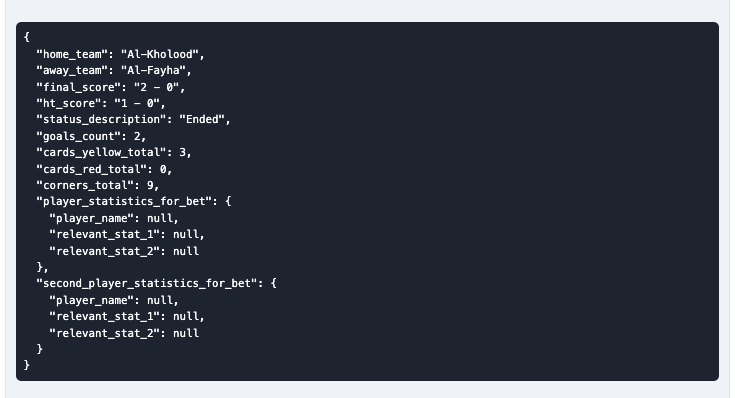 {
  "home_team": "Al-Kholood",
  "away_team": "Al-Fayha",
  "final_score": "2 - 0",
  "ht_score": "1 - 0",
  "status_description": "Ended",
  "goals_count": 2,
  "cards_yellow_total": 3,
  "cards_red_total": 0,
  "corners_total": 9,
  "player_statistics_for_bet": {
    "player_name": null,
    "relevant_stat_1": null,
    "relevant_stat_2": null
  },
  "second_player_statistics_for_bet": {
    "player_name": null,
    "relevant_stat_1": null,
    "relevant_stat_2": null
  }
}